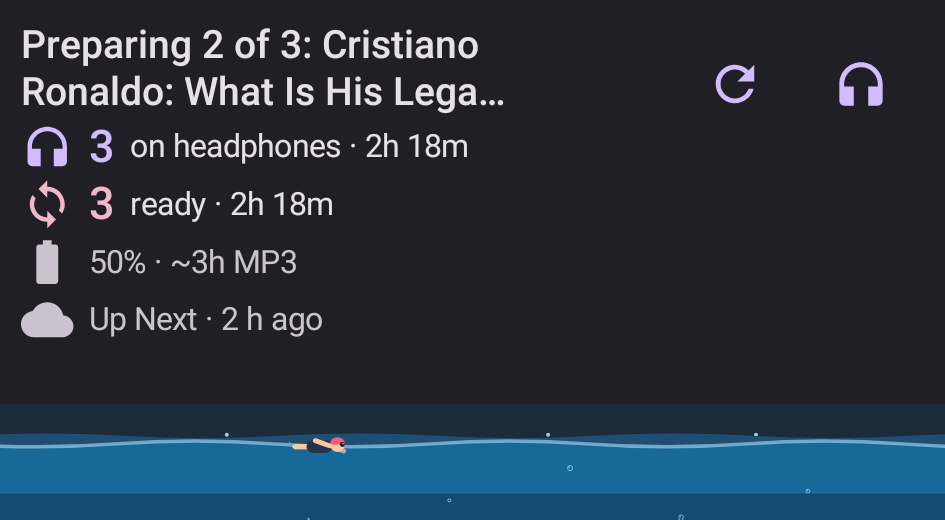 Preparing 2 of 3: Cristiano
Ronaldo: What Is His Lega…
3 on headphones · 2h 18m
3 ready · 2h 18m
50% · ~3h MP3
Up Next · 2 h ago